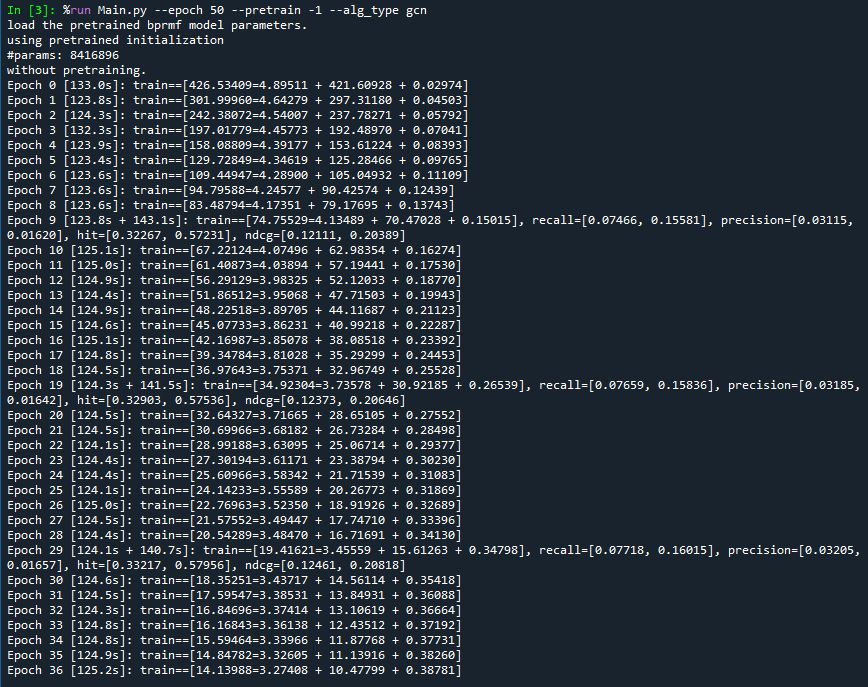 In [3]: %run Main.py --epoch 50 --pretrain -1 --alg_type gcn
load the pretrained bprmf model parameters.
using pretrained initialization
#params: 8416896
without pretraining.
Epoch 0 [133.0s]: train==[426.53409=4.89511 + 421.60928 + 0.02974]
Epoch 1 [123.8s]: train==[301.99960=4.64279 + 297.31180 + 0.04503]
Epoch 2 [124.3s]: train==[242.38072=4.54007 + 237.78271 + 0.05792]
Epoch 3 [132.3s]: train==[197.01779=4.45773 + 192.48970 + 0.07041]
Epoch 4 [123.9s]: train==[158.08809=4.39177 + 153.61224 + 0.08393]
Epoch 5 [123.4s]: train==[129.72849=4.34619 + 125.28466 + 0.09765]
Epoch 6 [123.6s]: train==[109.44947=4.28900 + 105.04932 + 0.11109]
Epoch 7 [123.6s]: train==[94.79588=4.24577 + 90.42574 + 0.12439]
Epoch 8 [123.6s]: train==[83.48794=4.17351 + 79.17695 + 0.13743]
Epoch 9 [123.8s + 143.1s]: train==[74.75529=4.13489 + 70.47028 + 0.15015], recall=[0.07466, 0.15581], precision=[0.03115,
0.01620], hit=[0.32267, 0.57231], ndcg=[0.12111, 0.20389]
Epoch 10 [125.1s]: train==[67.22124=4.07496 + 62.98354 + 0.16274]
Epoch 11 [125.0s]: train==[61.40873=4.03894 + 57.19441 + 0.17530]
Epoch 12 [124.9s]: train==[56.29129=3.98325 + 52.12033 + 0.18770]
Epoch 13 [124.4s]: train==[51.86512=3.95068 + 47.71503 + 0.19943]
Epoch 14 [124.9s]: train==[48.22518=3.89705 + 44.11687 + 0.21123]
Epoch 15 [124.6s]: train==[45.07733=3.86231 + 40.99218 + 0.22287]
Epoch 16 [125.1s]: train==[42.16987=3.85078 + 38.08518 + 0.23392]
Epoch 17 [124.8s]: train==[39.34784=3.81028 + 35.29299 + 0.24453]
Epoch 18 [124.5s]: train==[36.97643=3.75371 + 32.96749 + 0.25528]
Epoch 19 [124.3s + 141.5s]: train==[34.92304=3.73578 + 30.92185 + 0.26539], recall=[0.07659, 0.15836], precision=[0.03185,
0.01642], hit=[0.32903, 0.57536], ndcg=[0.12373, 0.20646]
Epoch 20 [124.5s]: train==[32.64327=3.71665 + 28.65105 + 0.27552]
Epoch 21 [124.5s]: train==[30.69966=3.68182 + 26.73284 + 0.28498]
Epoch 22 [124.1s]: train==[28.99188=3.63095 + 25.06714 + 0.29377]
Epoch 23 [124.4s]: train==[27.30194=3.61171 + 23.38794 + 0.30230]
Epoch 24 [124.4s]: train==[25.60966=3.58342 + 21.71539 + 0.31083]
Epoch 25 [124.1s]: train==[24.14233=3.55589 + 20.26773 + 0.31869]
Epoch 26 [125.0s]: train==[22.76963=3.52350 + 18.91926 + 0.32689]
Epoch 27 [124.5s]: train==[21.57552=3.49447 + 17.74710 + 0.33396]
Epoch 28 [124.4s]: train==[20.54289=3.48470 + 16.71691 + 0.34130]
Epoch 29 [124.1s + 140.7s]: train==[19.41621=3.45559 + 15.61263 + 0.34798], recall=[0.07718, 0.16015], precision=[0.03205,
0.01657], hit=[0.33217, 0.57956], ndcg=[0.12461, 0.20818]
Epoch 30 [124.6s]: train==[18.35251=3.43717 + 14.56114 + 0.35418]
Epoch 31 [124.5s]: train==[17.59547=3.38531 + 13.84931 + 0.36088]
Epoch 32 [124.3s]: train==[16.84696=3.37414 + 13.10619 + 0.36664]
Epoch 33 [124.8s]: train==[16.16843=3.36138 + 12.43512 + 0.37192]
Epoch 34 [124.8s]: train==[15.59464=3.33966 + 11.87768 + 0.37731]
Epoch 35 [124.9s]: train==[14.84782=3.32605 + 11.13916 + 0.38260]
Epoch 36 [125.2s]: train==[14.13988=3.27408 + 10.47799 + 0.38781]